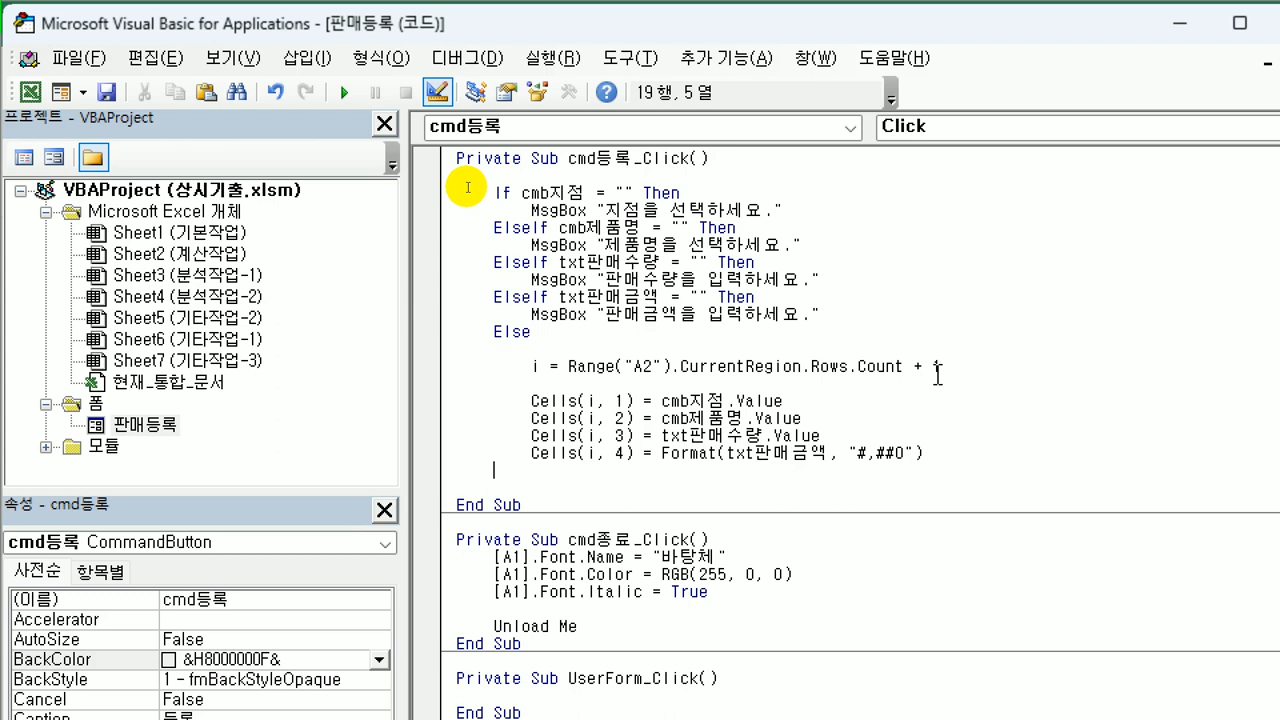 Microsoft Visual Basic for Applications - [판매등록 (코드)]
파일(F) 편집(E) 보기(V) 삽입(I) 형식(O) 디버그(D) 실행(R) 도구(T) 추가 기능(A) 창(W) 도움말(H)
19 행, 5 열
프로젝트 - VBAProject
VBAProject (상시기출.xlsm)
Microsoft Excel 개체
Sheet1 (기본작업)
Sheet2 (계산작업)
Sheet3 (분석작업-1)
Sheet4 (분석작업-2)
Sheet5 (기타작업-2)
Sheet6 (기타작업-1)
Sheet7 (기타작업-3)
현재_통합_문서
폼
판매등록
모듈
속성 - cmd등록
cmd등록 CommandButton
사전순 항목별
(이름) cmd등록
Accelerator
AutoSize False
BackColor &H8000000F&
BackStyle 1 - fmBackStyleOpaque
Cancel False
Caption 등록
cmd등록 Click
Private Sub cmd등록_Click()
If cmb지점 = "" Then
MsgBox "지점을 선택하세요."
ElseIf cmb제품명 = "" Then
MsgBox "제품명을 선택하세요."
ElseIf txt판매수량 = "" Then
MsgBox "판매수량을 입력하세요."
ElseIf txt판매금액 = "" Then
MsgBox "판매금액을 입력하세요."
Else
i = Range("A2").CurrentRegion.Rows.Count +
Cells(i, 1) = cmb지점.Value
Cells(i, 2) = cmb제품명.Value
Cells(i, 3) = txt판매수량.Value
Cells(i, 4) = Format(txt판매금액, "#,##0")
End Sub
Private Sub cmd종료_Click()
[A1].Font.Name = "바탕체"
[A1].Font.Color = RGB(255, 0, 0)
[A1].Font.Italic = True
Unload Me
End Sub
Private Sub UserForm_Click()
End Sub